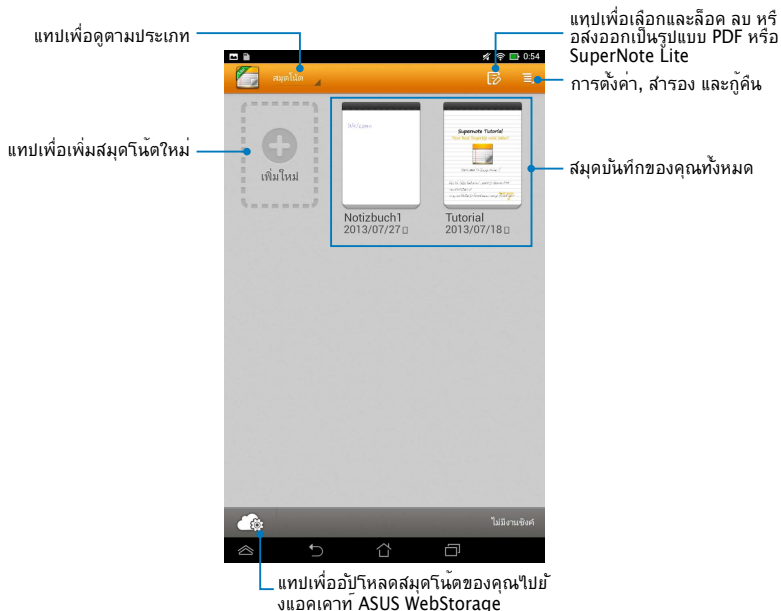 แทปเพื่อเลือกและล็อค ลบ หรื
อส่งออกเป็นรูปแบบ PDF หรือ
SuperNote Lite
แทปเพื่อดูตามประเภท
0:54
สมุดโน้ต
การตั้งค่า, สำรอง และกู้คืน
แทปเพื่อเพิ่มสมุดโน้ตใหม่
เพิ่มใหม่
Welcome
Supernote Tutorial
สมุดบันทึกของคุณทั้งหมด
Notizbuch1
2013/07/27
Tutorial
2013/07/18
ไม่มีงานซิงค์
แทปเพื่ออัปโหลดสมุดโน้ตของคุณไปยั
งแอคเคาท์ ASUS WebStorage